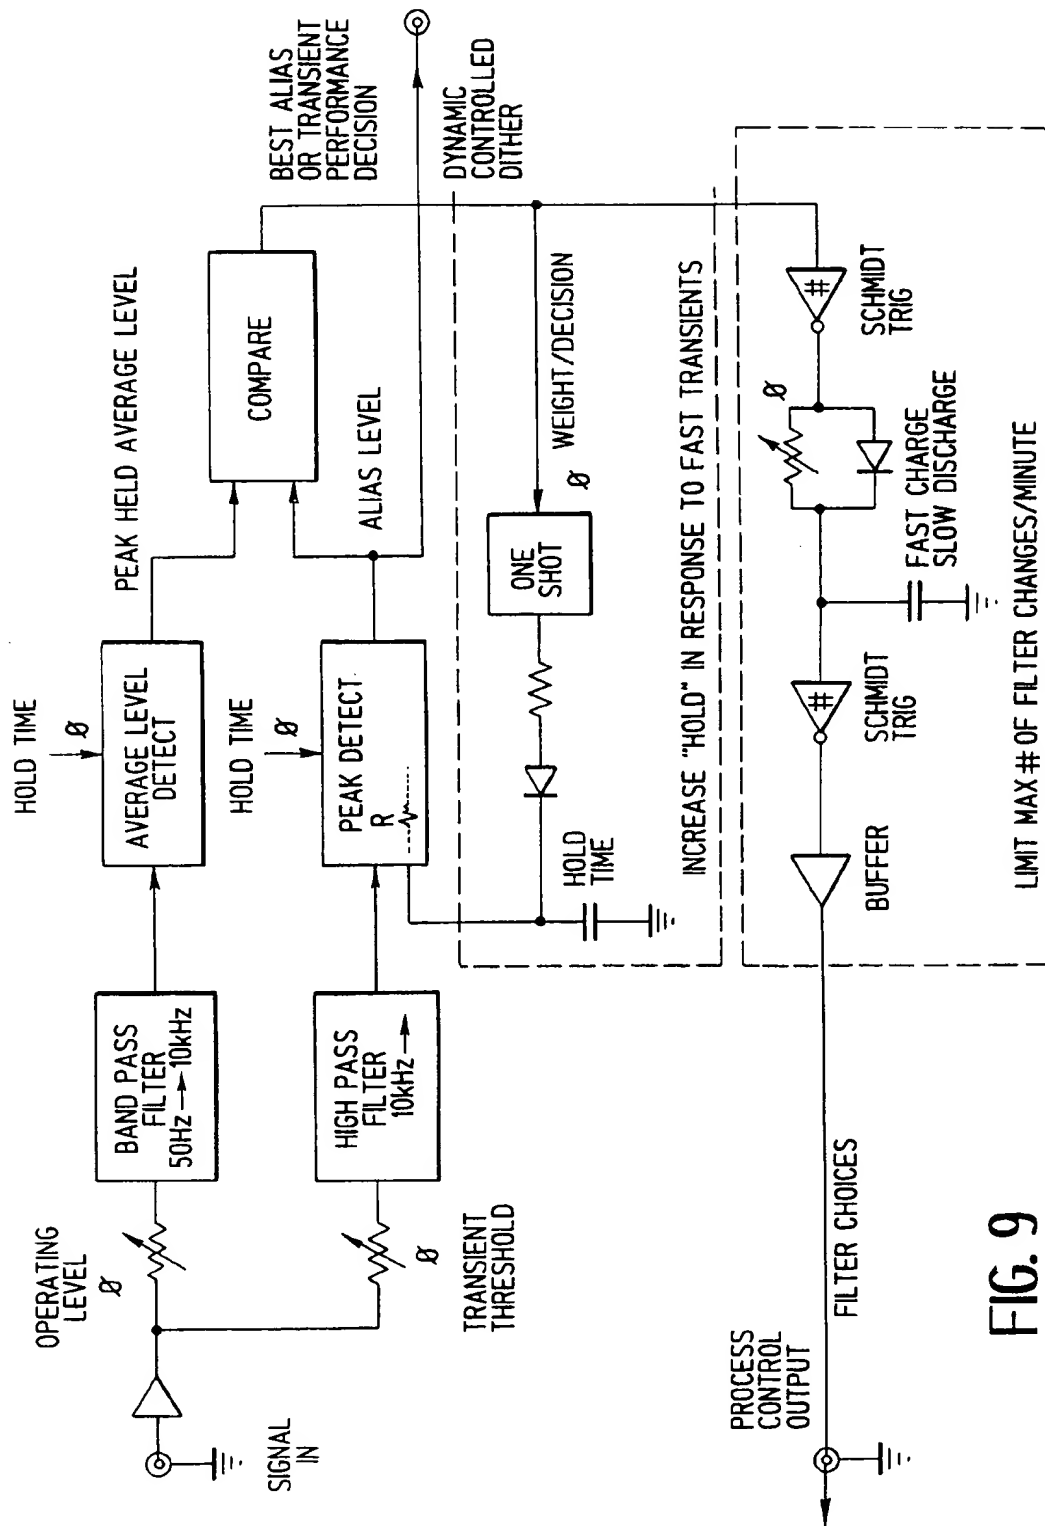 SIGNAL
IN
OPERATING
LEVEL
Ø
BAND PASS
FILTER
50Hz → 10kHz
HOLD TIME
Ø
AVERAGE LEVEL
DETECT
PEAK HELD AVERAGE LEVEL
COMPARE
BEST ALIAS
OR TRANSIENT
PERFORMANCE
DECISION
TRANSIENT
THRESHOLD
Ø
HIGH PASS
FILTER
10kHz →
HOLD TIME
Ø
PEAK DETECT
R
ALIAS LEVEL
DYNAMIC
CONTROLLED
DITHER
HOLD
TIME
ONE
SHOT
Ø
WEIGHT/DECISION
INCREASE "HOLD" IN RESPONSE TO FAST TRANSIENTS
PROCESS
CONTROL
OUTPUT
FILTER CHOICES
BUFFER
#
SCHMIDT
TRIG
FAST CHARGE
SLOW DISCHARGE
Ø
#
SCHMIDT
TRIG
LIMIT MAX # OF FILTER CHANGES/MINUTE
FIG. 9